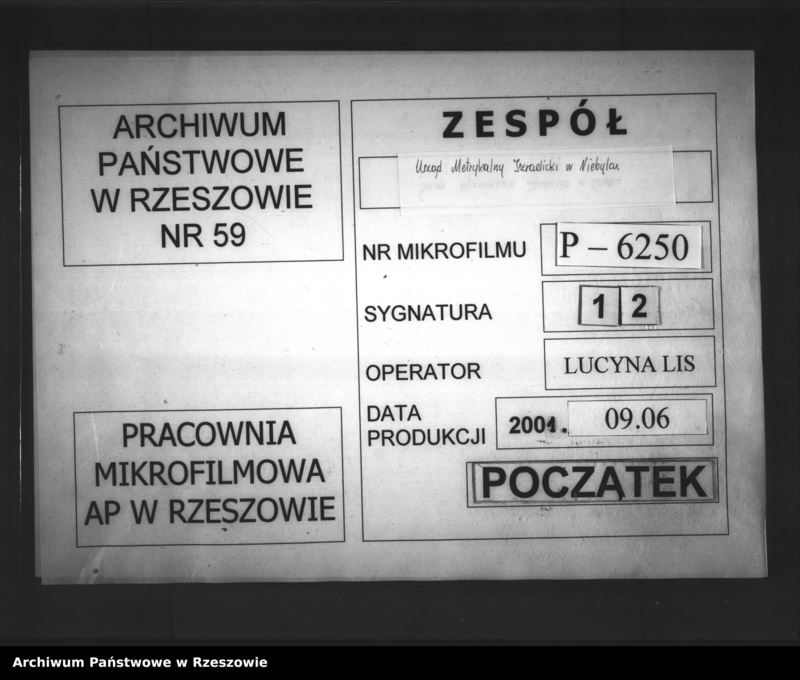 ARCHIWUM
PAŃSTWOWE
W RZESZOWIE
NR 59
PRACOWNIA
MIKROFILMOWA
AP W RZESZOWIE
ZESPÓŁ
Urząd Metrykalny Izraelicki w Niebylcu
NR MIKROFILMU P – 6250
SYGNATURA 1 2
OPERATOR LUCYNA LIS
DATA
PRODUKCJI 2001. 09.06
POCZĄTEK
Archiwum Państwowe w Rzeszowie